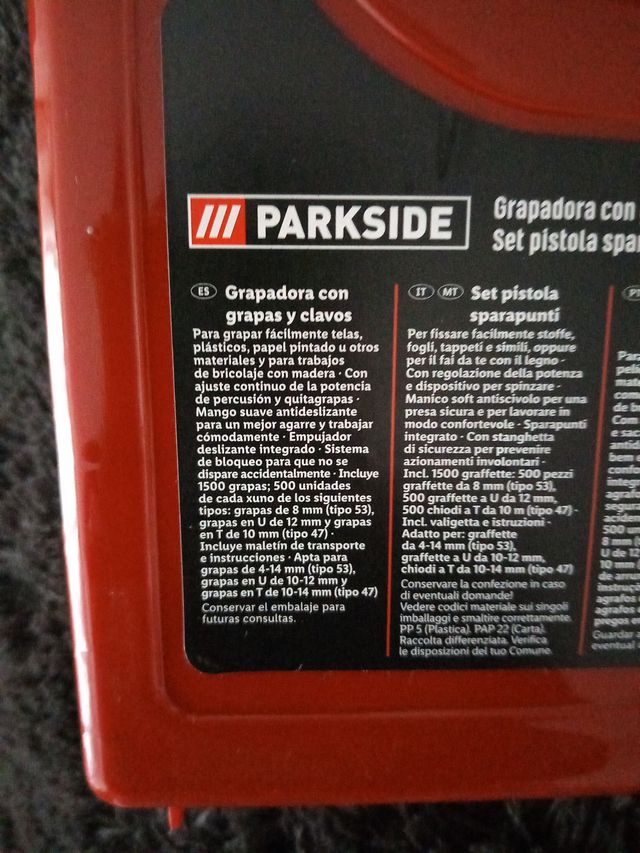 PARKSIDE
Grapadora con
Set pistola
ES Grapadora con
grapas y clavos
Para grapar fácilmente telas,
plásticos, papel pintado u otros
materiales y para trabajos
de bricolaje con madera · Con
ajuste continuo de la potencia
de percusión y quitagrapas ·
Mango suave antideslizante
para un mejor agarre y trabajar
cómodamente · Empujador
deslizante integrado · Sistema
de bloqueo para que no se
dispare accidentalmente · Incluye
1500 grapas; 500 unidades
de cada xuno de los siguientes
tipos: grapas de 8 mm (tipo 53),
grapas en U de 12 mm y grapas
en T de 10 mm (tipo 47) ·
Incluye maletín de transporte
e instrucciones · Apta para
grapas de 4-14 mm (tipo 53),
grapas en U de 10-12 mm y
grapas en T de 10-14 mm (tipo 47)
Conservar el embalaje para
futuras consultas.
IT MT Set pistola
sparapunti
Per fissare facilmente stoffe,
fogli, tappeti e simili, oppure
per il fai da te con il legno ·
Con regolazione della potenza
e dispositivo per spinzare ·
Manico soft antiscivolo per una
presa sicura e per lavorare in
modo confortevole · Sparapunti
integrato · Con stanghetta
di sicurezza per prevenire
azionamenti involontari ·
Incl. 1500 graffette: 500 pezzi
graffette da 8 mm (tipo 53),
500 graffette a U da 12 mm,
500 chiodi a T da 10 m (tipo 47) ·
Incl. valigetta e istruzioni ·
Adatto per: graffette
da 4-14 mm (tipo 53),
graffette a U da 10-12 mm,
chiodi a T da 10-14 mm (tipo 47)
Conservare la confezione in caso
di eventuali domande!
Vedere codici materiale sui singoli
imballaggi e smaltire correttamente.
PP 5 (Plastica). PAP 22 (Carta).
Raccolta differenziata. Verifica
le disposizioni del tuo Comune.